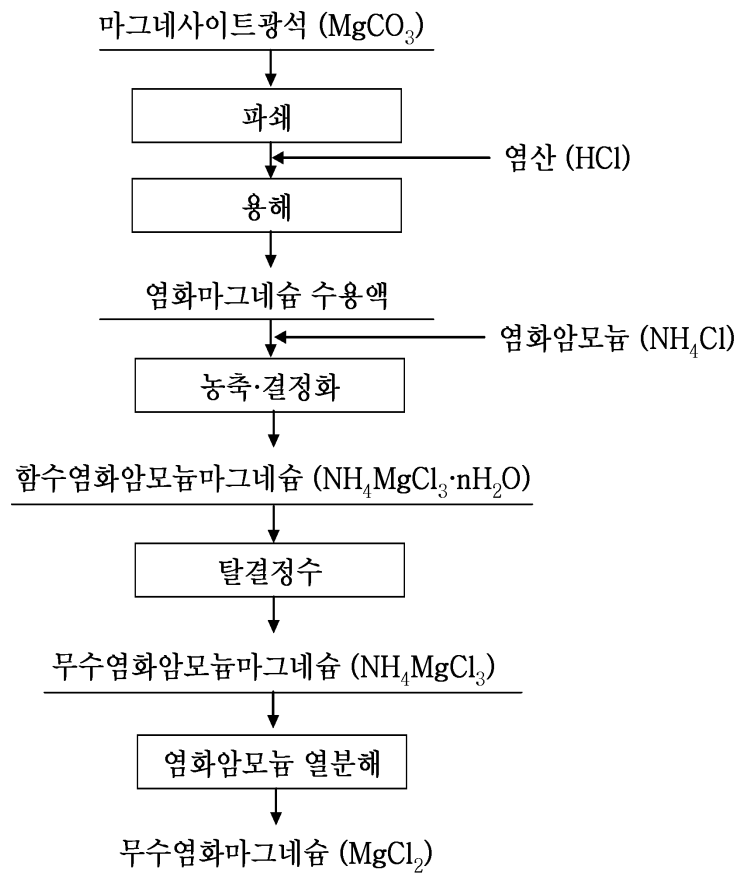 마그네사이트광석 (MgCO₃)
파쇄
염산 (HCl)
용해
염화마그네슘 수용액
염화암모늄 (NH₄Cl)
농축·결정화
함수염화암모늄마그네슘 (NH₄MgCl₃·nH₂O)
탈결정수
무수염화암모늄마그네슘 (NH₄MgCl₃)
염화암모늄 열분해
무수염화마그네슘 (MgCl₂)